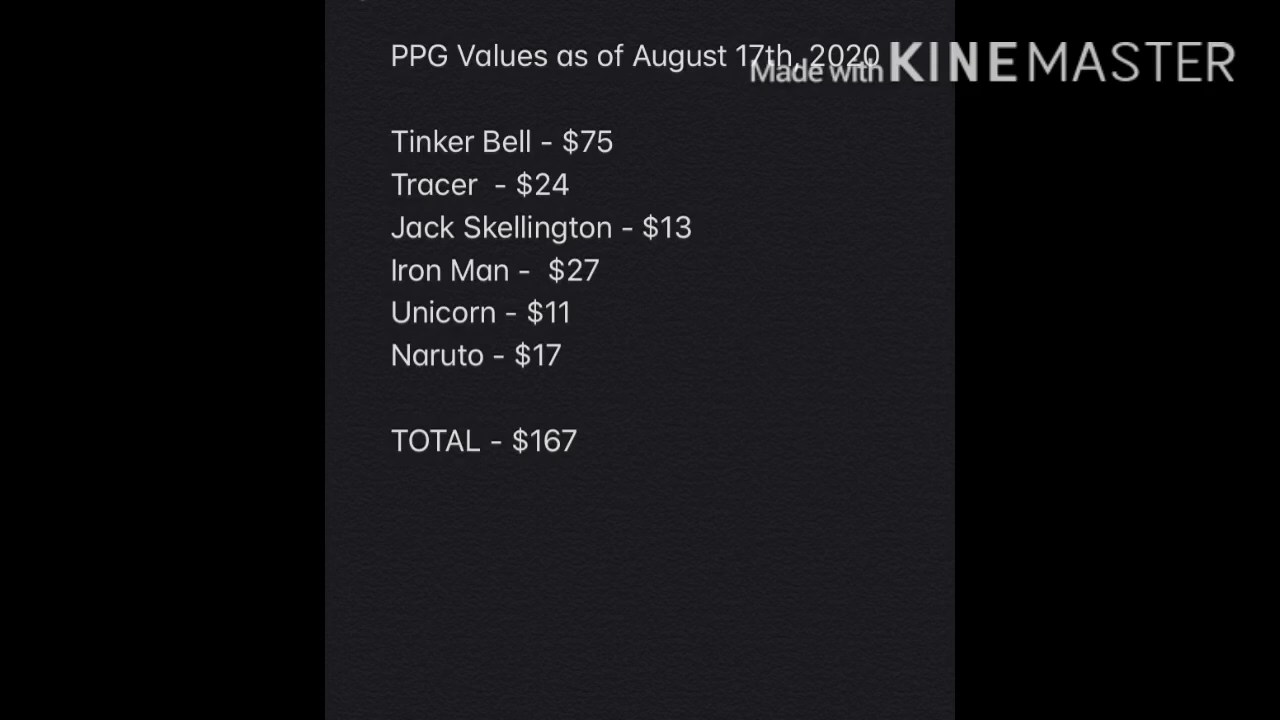 PPG Values as of August 17th, 2020
Made with KINEMASTER
Tinker Bell - $75
Tracer - $24
Jack Skellington - $13
Iron Man - $27
Unicorn - $11
Naruto - $17
TOTAL - $167